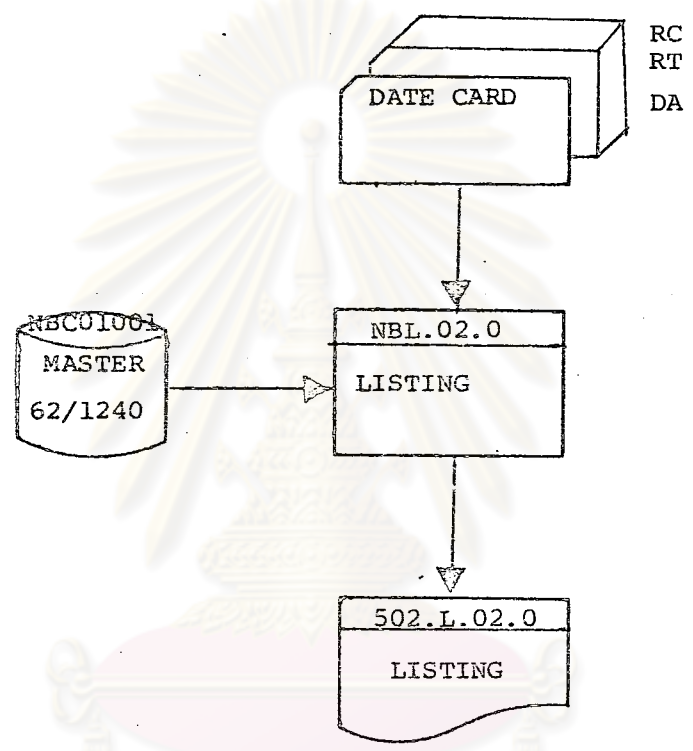 RC
RT
DATE CARD
DA
NBC01001
NBL.02.0
MASTER
LISTING
62/1240
502.L.02.0
LISTING